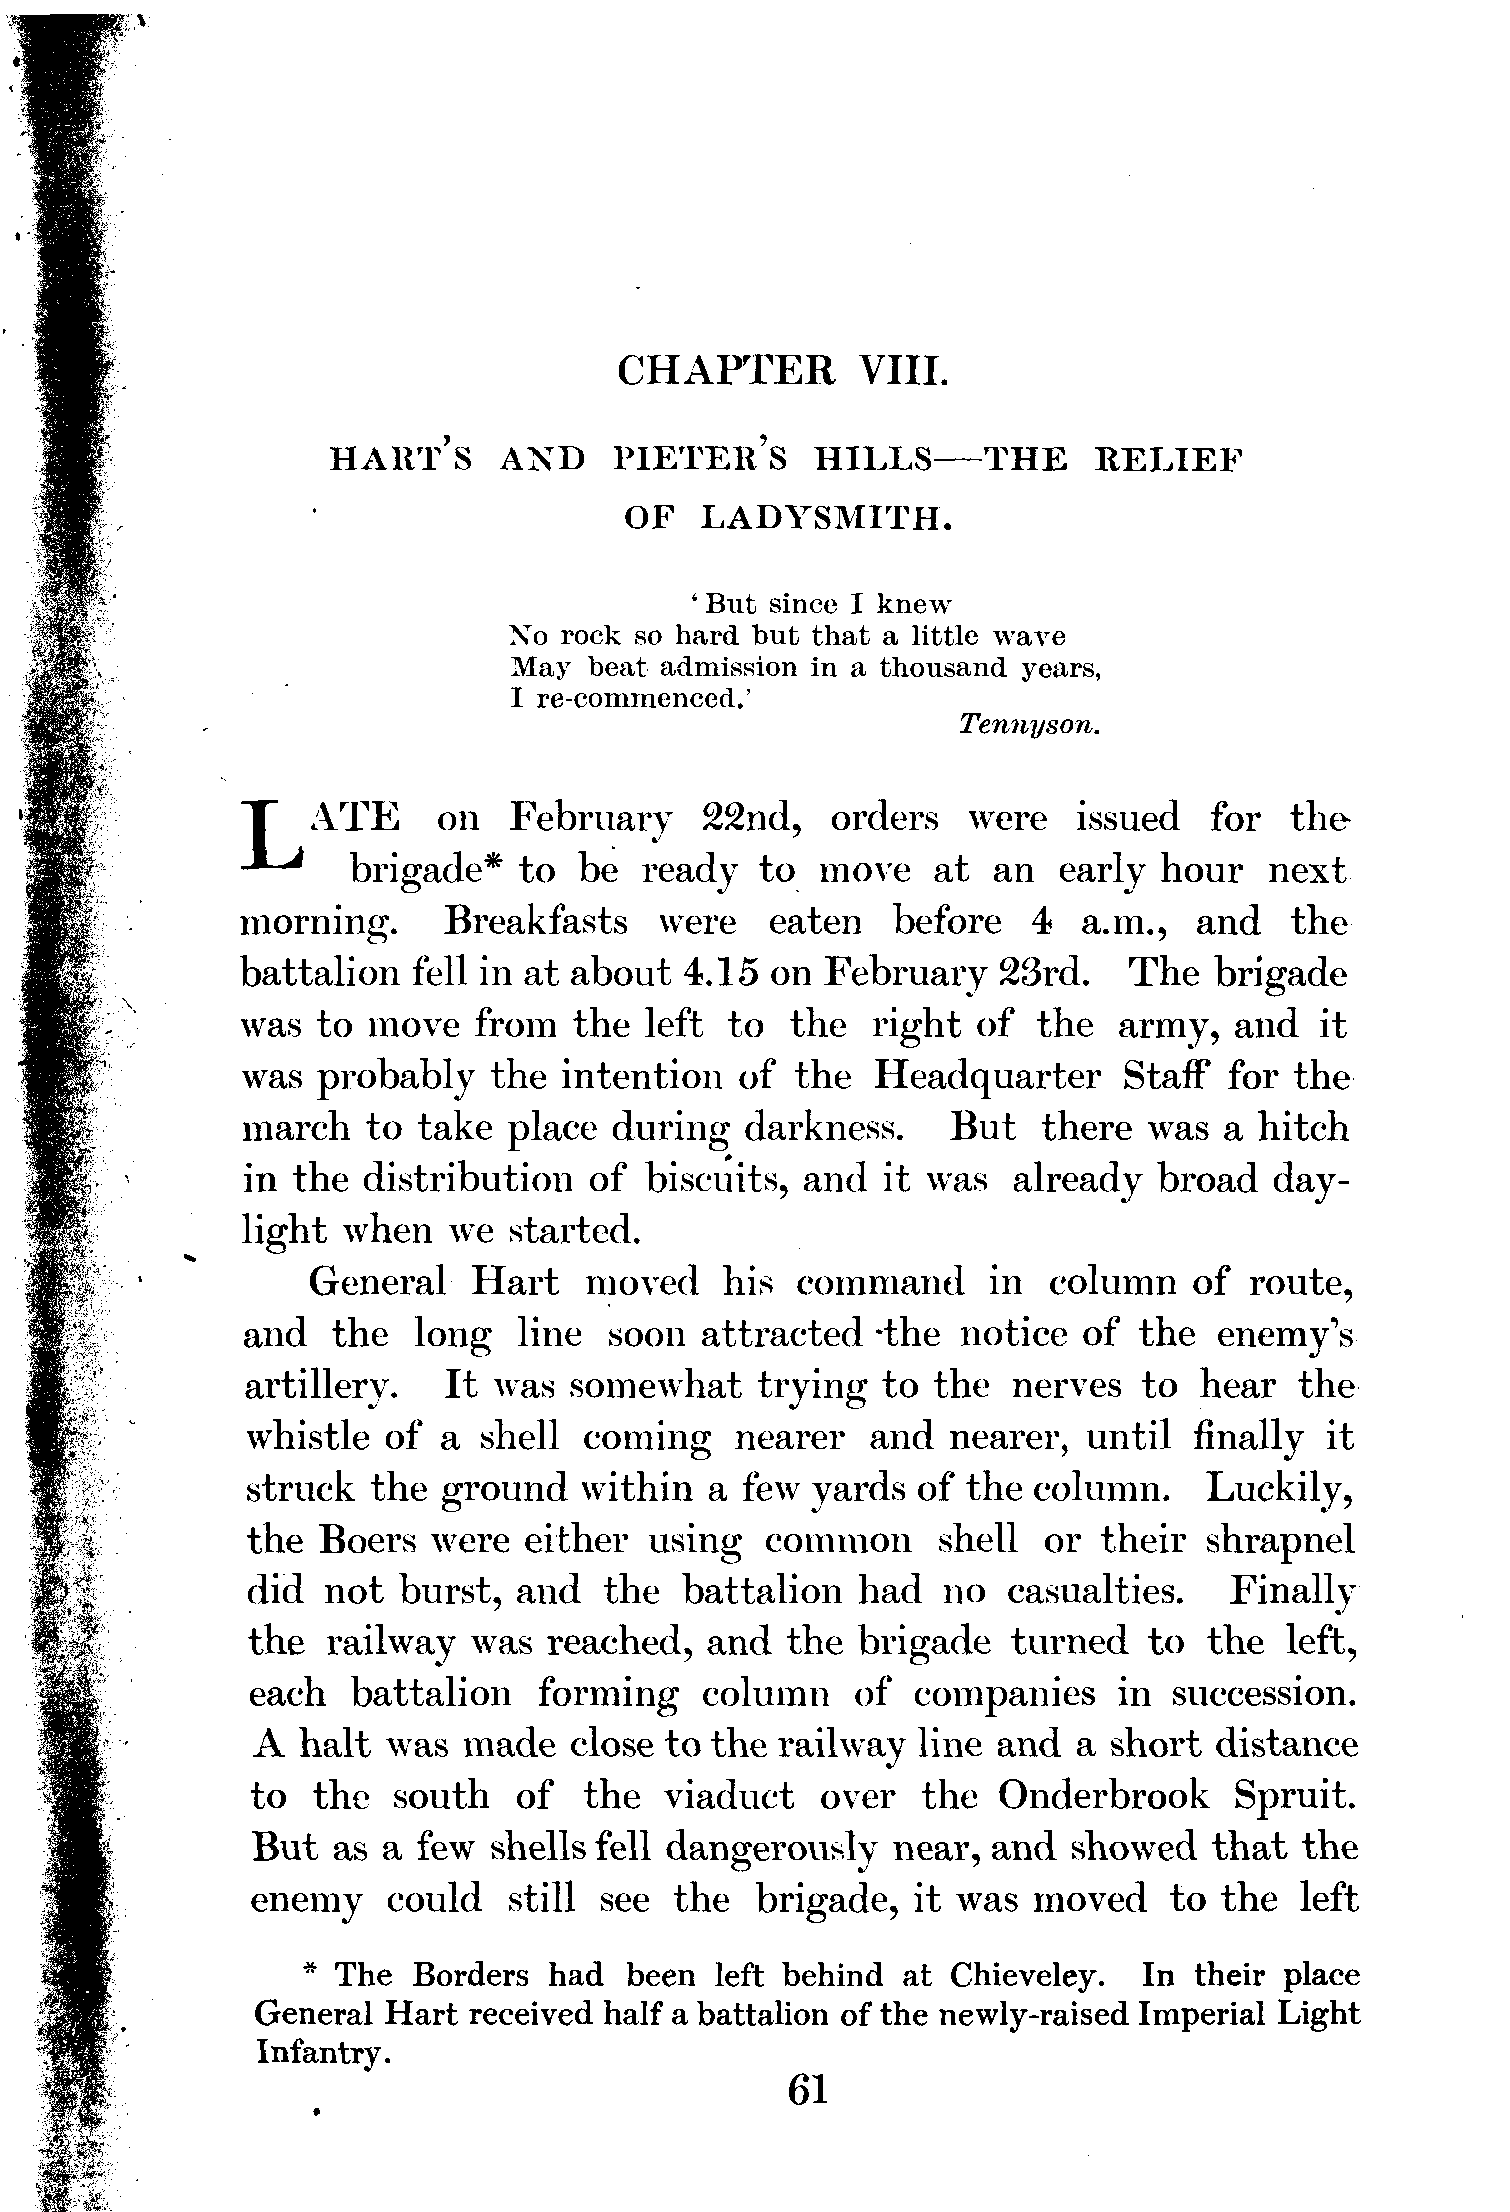 CHAPTER VIII.
HART'S AND PIETER'S HILLS—THE RELIEF
OF LADYSMITH.
'But since I knew
No rock so hard but that a little wave
May beat admission in a thousand years,
I re-commenced.'
Tennyson.
LATE on February 22nd, orders were issued for the
brigade* to be ready to move at an early hour next
morning. Breakfasts were eaten before 4 a.m., and the
battalion fell in at about 4.15 on February 23rd. The brigade
was to move from the left to the right of the army, and it
was probably the intention of the Headquarter Staff for the
march to take place during darkness. But there was a hitch
in the distribution of biscuits, and it was already broad day-
light when we started.
General Hart moved his command in column of route,
and the long line soon attracted the notice of the enemy's
artillery. It was somewhat trying to the nerves to hear the
whistle of a shell coming nearer and nearer, until finally it
struck the ground within a few yards of the column. Luckily,
the Boers were either using common shell or their shrapnel
did not burst, and the battalion had no casualties. Finally
the railway was reached, and the brigade turned to the left,
each battalion forming column of companies in succession.
A halt was made close to the railway line and a short distance
to the south of the viaduct over the Onderbrook Spruit.
But as a few shells fell dangerously near, and showed that the
enemy could still see the brigade, it was moved to the left
* The Borders had been left behind at Chieveley. In their place
General Hart received half a battalion of the newly-raised Imperial Light
Infantry.
61